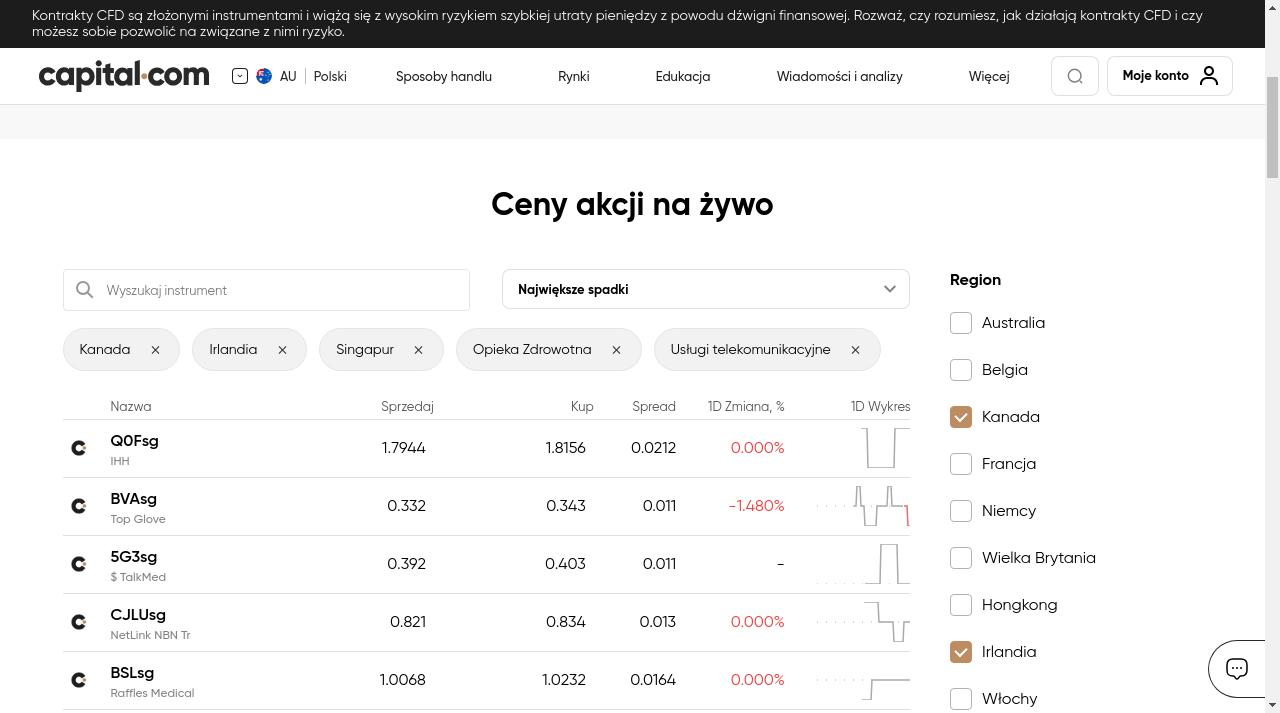 Kontrakty CFD są złożonymi instrumentami i wiążą się z wysokim ryzykiem szybkiej utraty pieniędzy z powodu dźwigni finansowej. Rozważ, czy rozumiesz, jak działają kontrakty CFD i czy
możesz sobie pozwolić na związane z nimi ryzyko.
capital.com AU Polski Sposoby handlu Rynki Edukacja Wiadomości i analizy Więcej Moje konto
Ceny akcji na żywo
Wyszukaj instrument Największe spadki
Kanada Irlandia Singapur Opieka Zdrowotna Usługi telekomunikacyjne
Nazwa Sprzedaj Kup Spread 1D Zmiana, % 1D Wykres
Q0Fsg 1.7944 1.8156 0.0212 0.000%
IHH
BVAsg 0.332 0.343 0.011 -1.480%
Top Glove
5G3sg 0.392 0.403 0.011 -
$ TalkMed
CJLUsg 0.821 0.834 0.013 0.000%
NetLink NBN Tr
BSLsg 1.0068 1.0232 0.0164 0.000%
Raffles Medical
Region
Australia
Belgia
Kanada
Francja
Niemcy
Wielka Brytania
Hongkong
Irlandia
Włochy